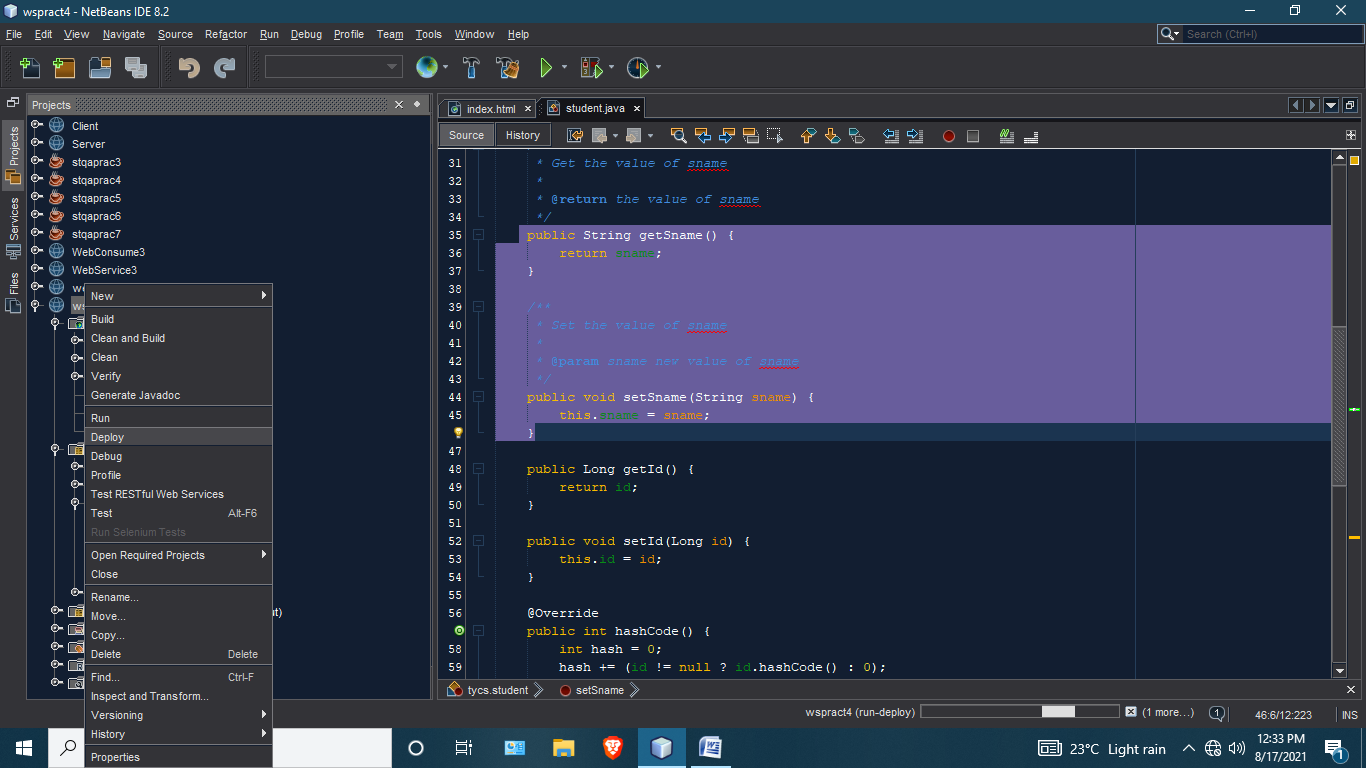 wspract4 - NetBeans IDE 8.2
File Edit View Navigate Source Refactor Run Debug Profile Team Tools Window Help
Search (Ctrl+I)
Projects
Projects
Services
Files
Client
Server
stqaprac3
stqaprac4
stqaprac5
stqaprac6
stqaprac7
WebConsume3
WebService3
New
Build
Clean and Build
Clean
Verify
Generate Javadoc
Run
Deploy
Debug
Profile
Test RESTful Web Services
Test Alt-F6
Run Selenium Tests
Open Required Projects
Close
Rename...
Move...
Copy...
Delete Delete
Find... Ctrl-F
Inspect and Transform...
Versioning
History
Properties
index.html student.java
Source History
31 * Get the value of sname
32 *
33 * @return the value of sname
34 */
35 public String getSname() {
36 return sname;
37 }
38
39 /**
40 * Set the value of sname
41 *
42 * @param sname new value of sname
43 */
44 public void setSname(String sname) {
45 this.sname = sname;
}
47
48 public Long getId() {
49 return id;
50 }
51
52 public void setId(Long id) {
53 this.id = id;
54 }
55
56 @Override
public int hashCode() {
58 int hash = 0;
59 hash += (id != null ? id.hashCode() : 0);
tycs.student setSname
wspract4 (run-deploy) (1 more...) 1 46:6/12:223 INS
23°C Light rain 12:33 PM
8/17/2021
1